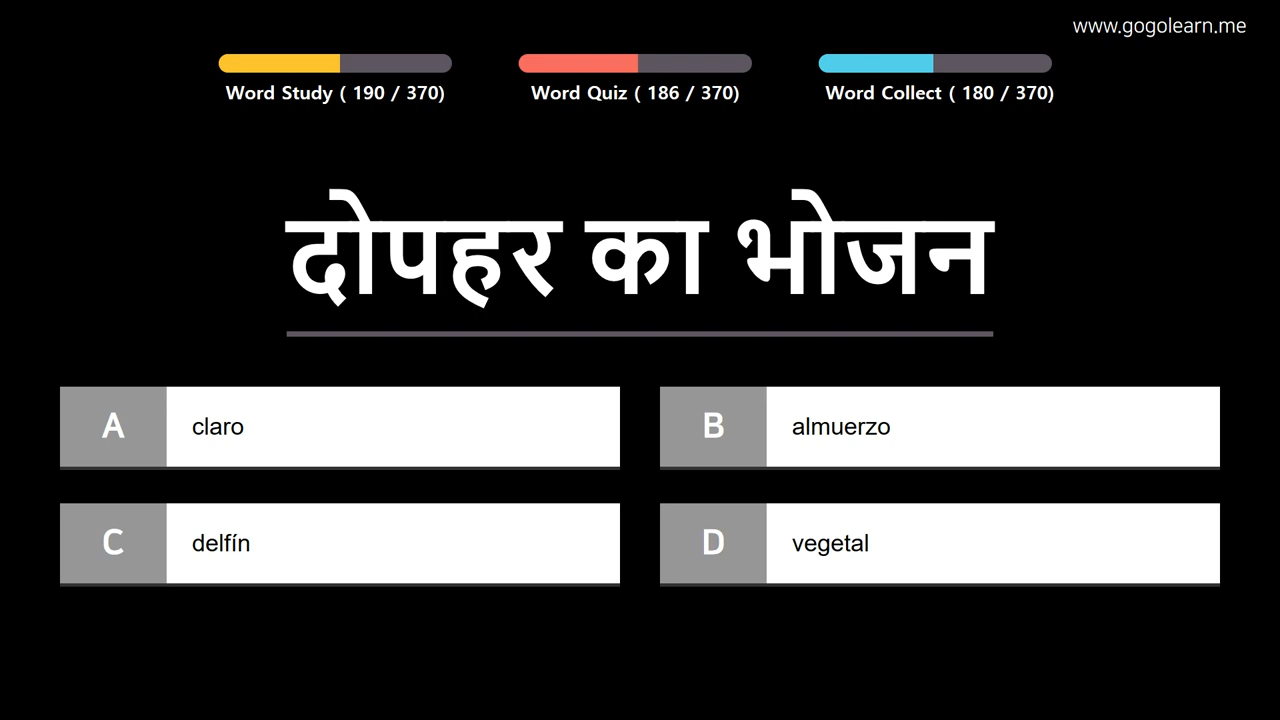 www.gogolearn.me
Word Study ( 190 / 370)
Word Quiz ( 186 / 370)
Word Collect ( 180 / 370)
दोपहर का भोजन
A claro
B almuerzo
C delfín
D vegetal